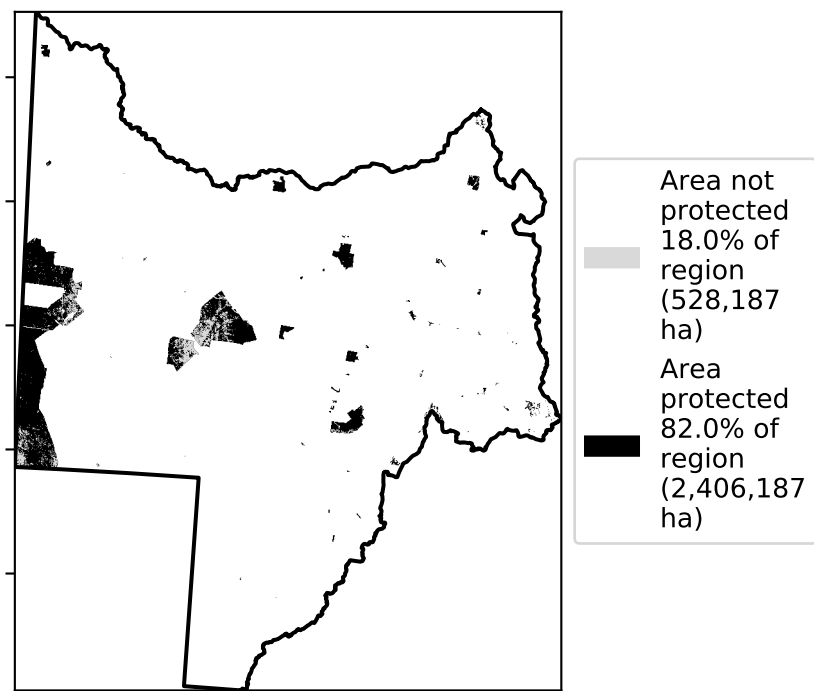 Area not
protected
18.0% of
region
(528,187
ha)
Area
protected
82.0% of
region
(2,406,187
ha)